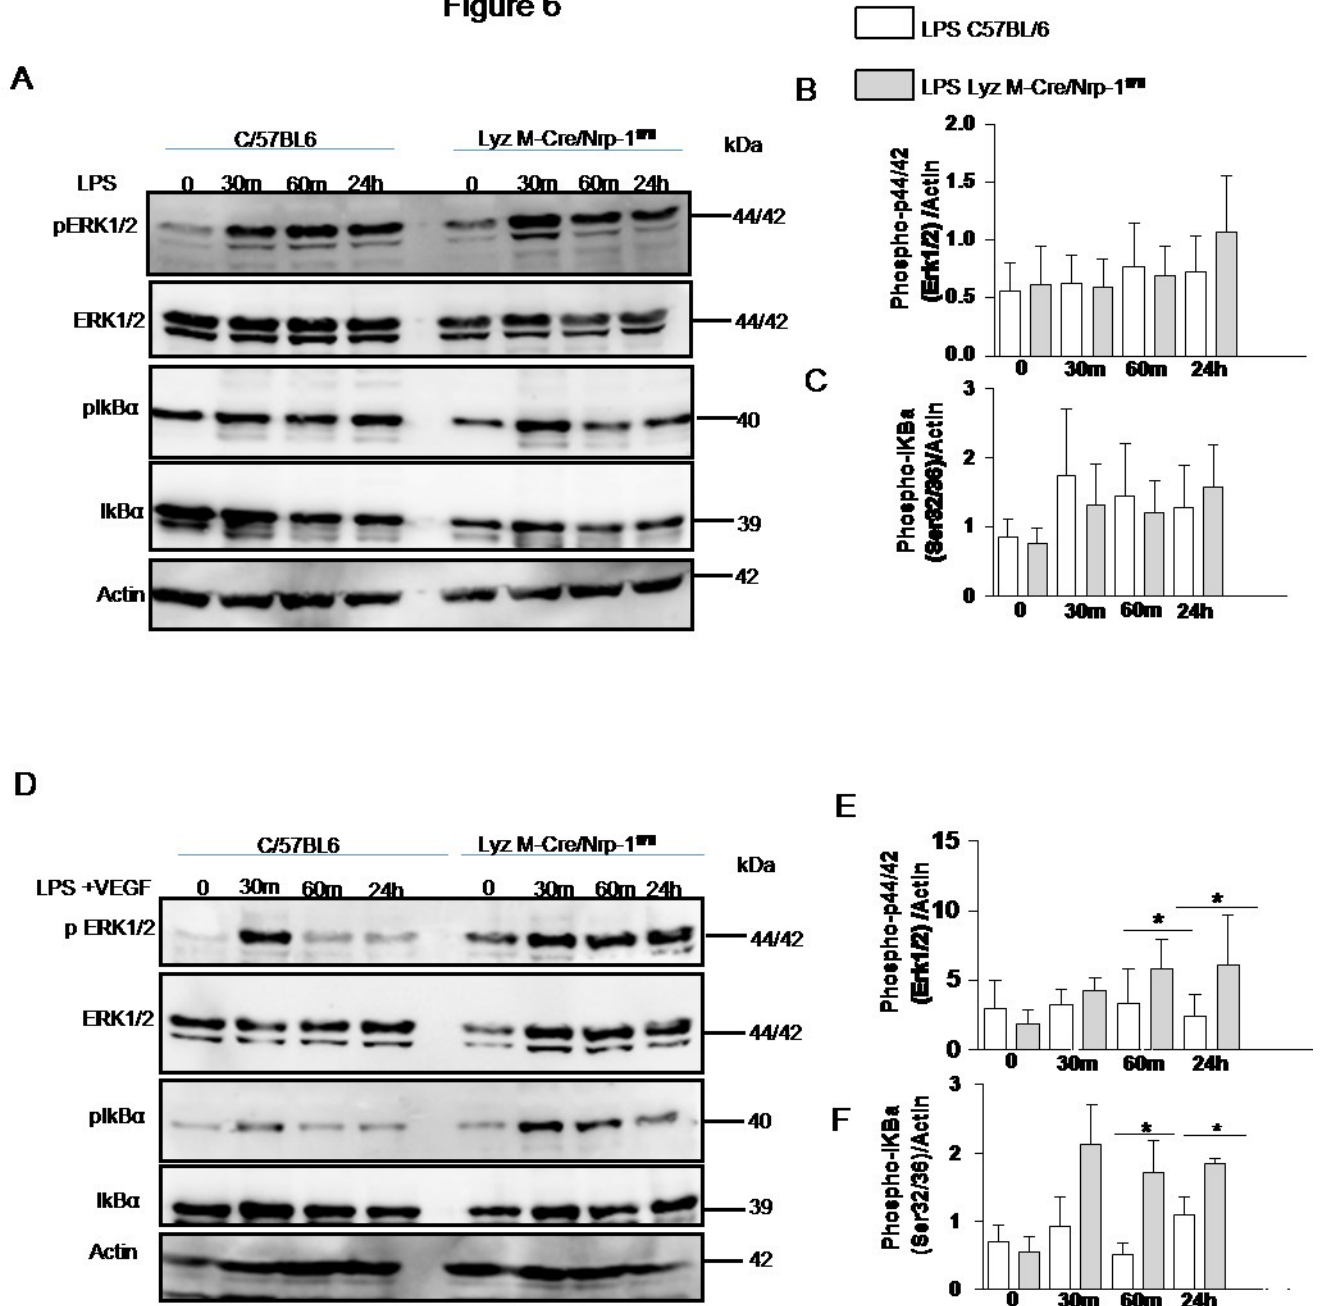 Figure 6
LPS C57BL/6
LPS Lyz M-Cre/Nrp-1
A
C/57BL6
Lyz M-Cre/Nrp-1
kDa
LPS 0 30m 60m 24h 0 30m 60m 24h
pERK1/2 44/42
ERK1/2 44/42
pIkBα 40
IkBα 39
Actin 42
B
Phospho-p44/42
(Erk1/2) /Actin
2.0
1.5
1.0
0.5
0.0
0 30m 60m 24h
C
Phospho-IKBa
(Ser32/36)/Actin
3
2
1
0
0 30m 60m 24h
D
C/57BL6
Lyz M-Cre/Nrp-1
kDa
LPS +VEGF 0 30m 60m 24h 0 30m 60m 24h
p ERK1/2 44/42
ERK1/2 44/42
pIkBα 40
IkBα 39
Actin 42
E
Phospho-p44/42
(Erk1/2) /Actin
15
10
5
0
* *
0 30m 60m 24h
F
Phospho-IKBa
(Ser32/36)/Actin
3
2
1
0
* *
0 30m 60m 24h